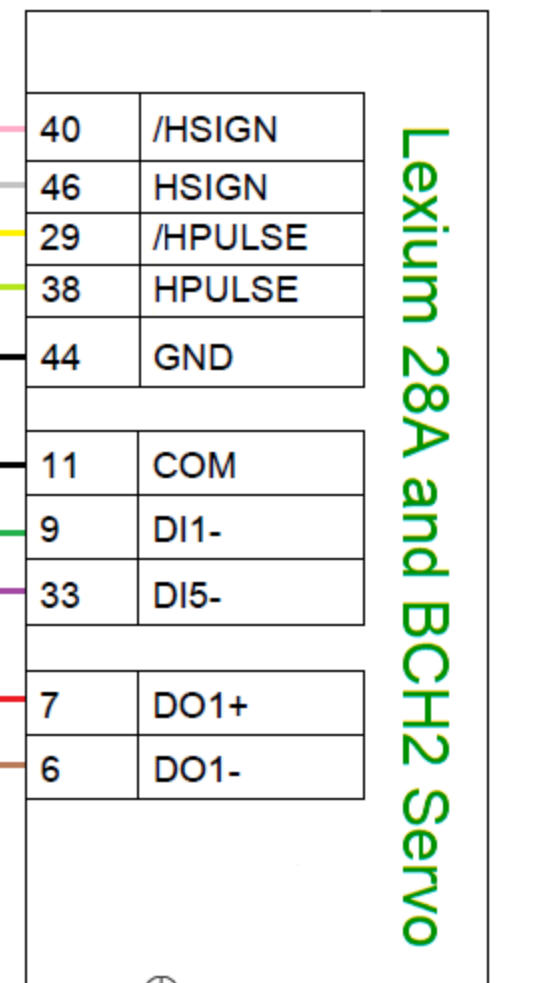 40 /HSIGN
46 HSIGN
29 /HPULSE
38 HPULSE
44 GND
11 COM
9 DI1-
33 DI5-
7 DO1+
6 DO1-
Lexium 28A and BCH2 Servo